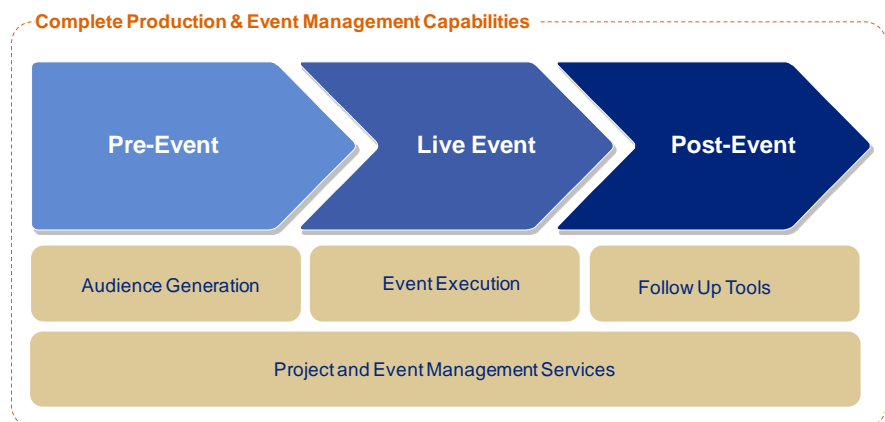 Complete Production & Event Management Capabilities
Pre-Event
Live Event
Post-Event
Audience Generation
Event Execution
Follow Up Tools
Project and Event Management Services